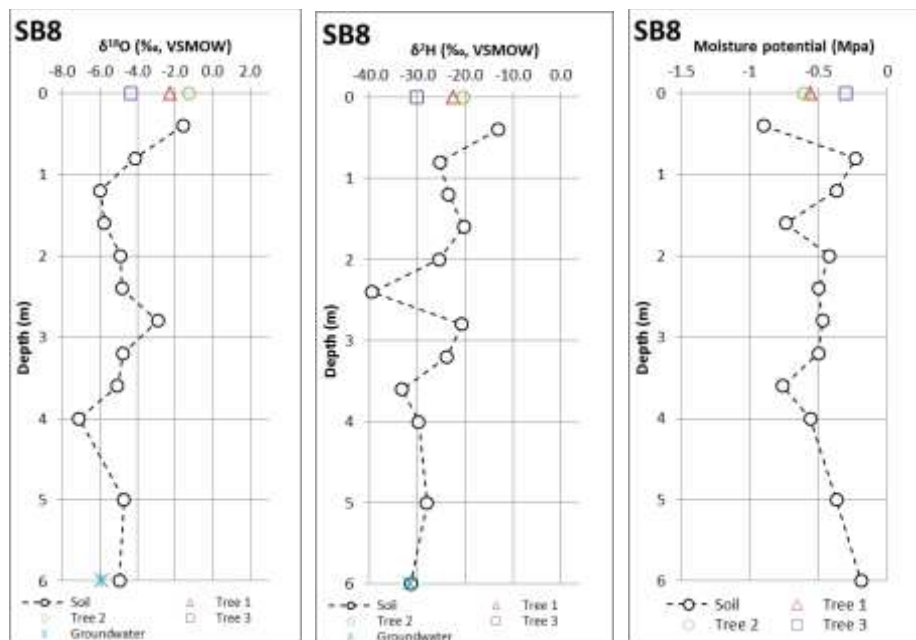 SB8
δ¹⁸O (‰, VSMOW)
-8.0 -6.0 -4.0 -2.0 0.0 2.0
0
1
2
3
4
5
6
Depth (m)
Soil
Tree 1
Tree 2
Tree 3
Groundwater
SB8
δ²H (‰, VSMOW)
-40.0 -30.0 -20.0 -10.0 0.0
0
1
2
3
4
5
6
Depth (m)
Soil
Tree 1
Tree 2
Tree 3
Groundwater
SB8
Moisture potential (Mpa)
-1.5 -1 -0.5 0
0
1
2
3
4
5
6
Depth (m)
Soil
Tree 1
Tree 2
Tree 3